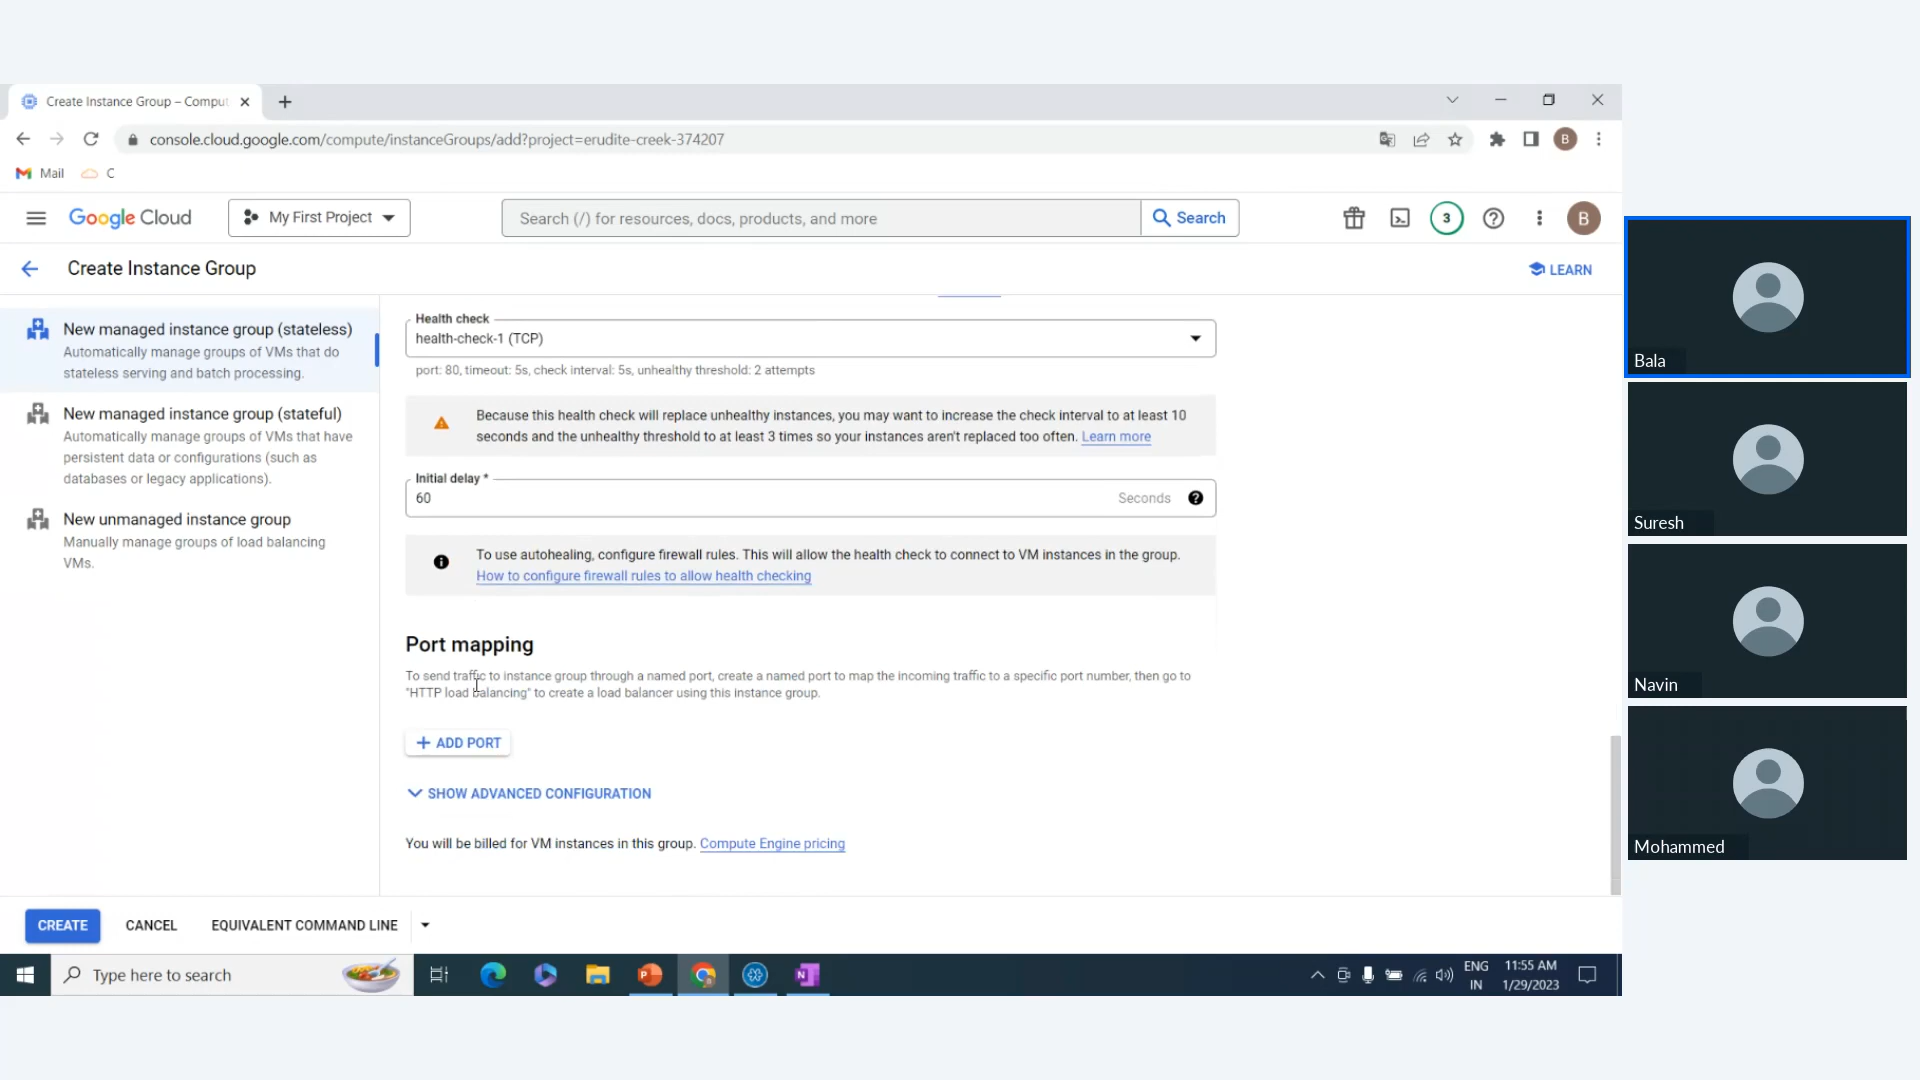 Create Instance Group – Comput
console.cloud.google.com/compute/instanceGroups/add?project=erudite-creek-374207
B
Mail
C
Google Cloud
My First Project
Search (/) for resources, docs, products, and more
Search
3
B
Create Instance Group
LEARN
New managed instance group (stateless)
Automatically manage groups of VMs that do
stateless serving and batch processing.
New managed instance group (stateful)
Automatically manage groups of VMs that have
persistent data or configurations (such as
databases or legacy applications).
New unmanaged instance group
Manually manage groups of load balancing
VMs.
Health check
health-check-1 (TCP)
port: 80, timeout: 5s, check interval: 5s, unhealthy threshold: 2 attempts
Because this health check will replace unhealthy instances, you may want to increase the check interval to at least 10
seconds and the unhealthy threshold to at least 3 times so your instances aren't replaced too often. Learn more
Initial delay *
60
Seconds
To use autohealing, configure firewall rules. This will allow the health check to connect to VM instances in the group.
How to configure firewall rules to allow health checking
Port mapping
To send traffic to instance group through a named port, create a named port to map the incoming traffic to a specific port number, then go to
"HTTP load balancing" to create a load balancer using this instance group.
+ ADD PORT
SHOW ADVANCED CONFIGURATION
You will be billed for VM instances in this group. Compute Engine pricing
CREATE
CANCEL
EQUIVALENT COMMAND LINE
Type here to search
ENG
IN
11:55 AM
1/29/2023
Bala
Suresh
Navin
Mohammed